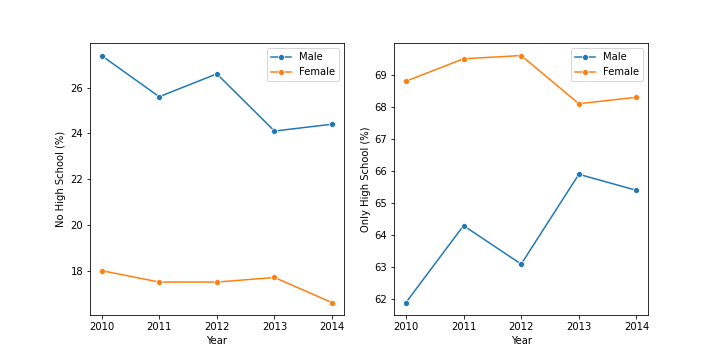 No High School (%)
26
24
22
20
18
2010 2011 2012 2013 2014
Year
Male
Female
Only High School (%)
69
68
67
66
65
64
63
62
2010 2011 2012 2013 2014
Year
Male
Female